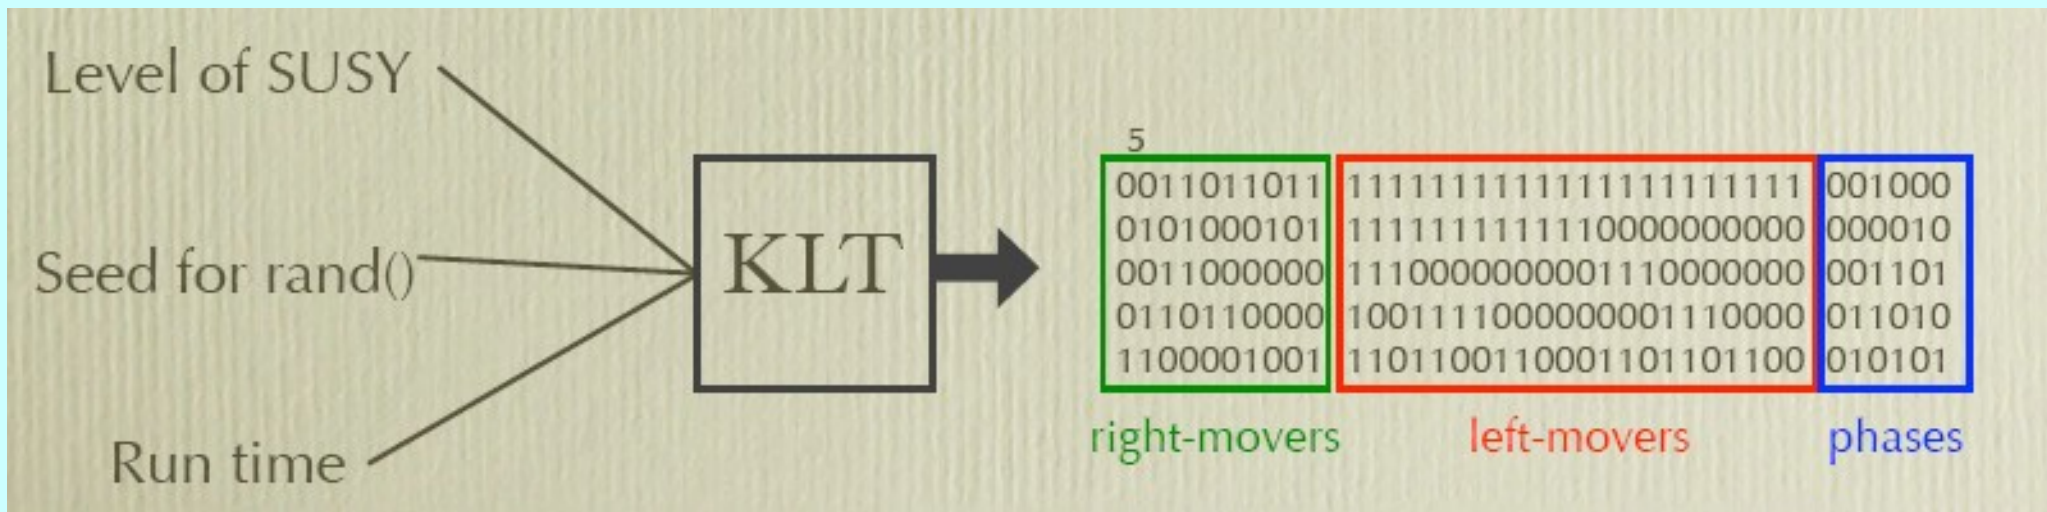 Level of SUSY
Seed for rand()
Run time
KLT
5
0011011011 1111111111111111111111 001000
0101000101 1111111111110000000000 000010
0011000000 1110000000001110000000 001101
0110110000 1001111000000001110000 011010
1100001001 1101100110001101101100 010101
right-movers left-movers phases